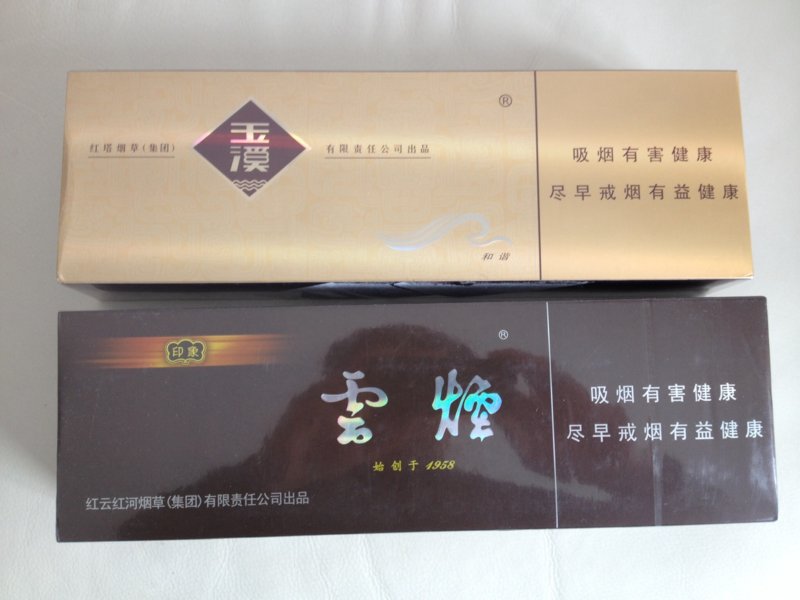 ®
玉溪
红塔烟草(集团) 有限责任公司出品
和谐
吸烟有害健康
尽早戒烟有益健康
印象
®
雲煙
始创于1958
红云红河烟草(集团)有限责任公司出品
吸烟有害健康
尽早戒烟有益健康